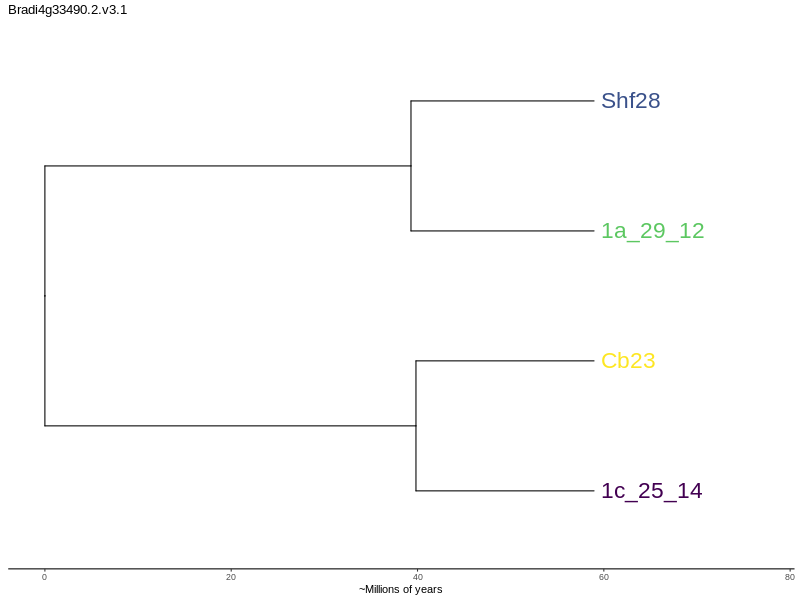 Bradi4g33490.2.v3.1
Shf28
1a_29_12
Cb23
1c_25_14
0 20 40 60 80
~Millions of years